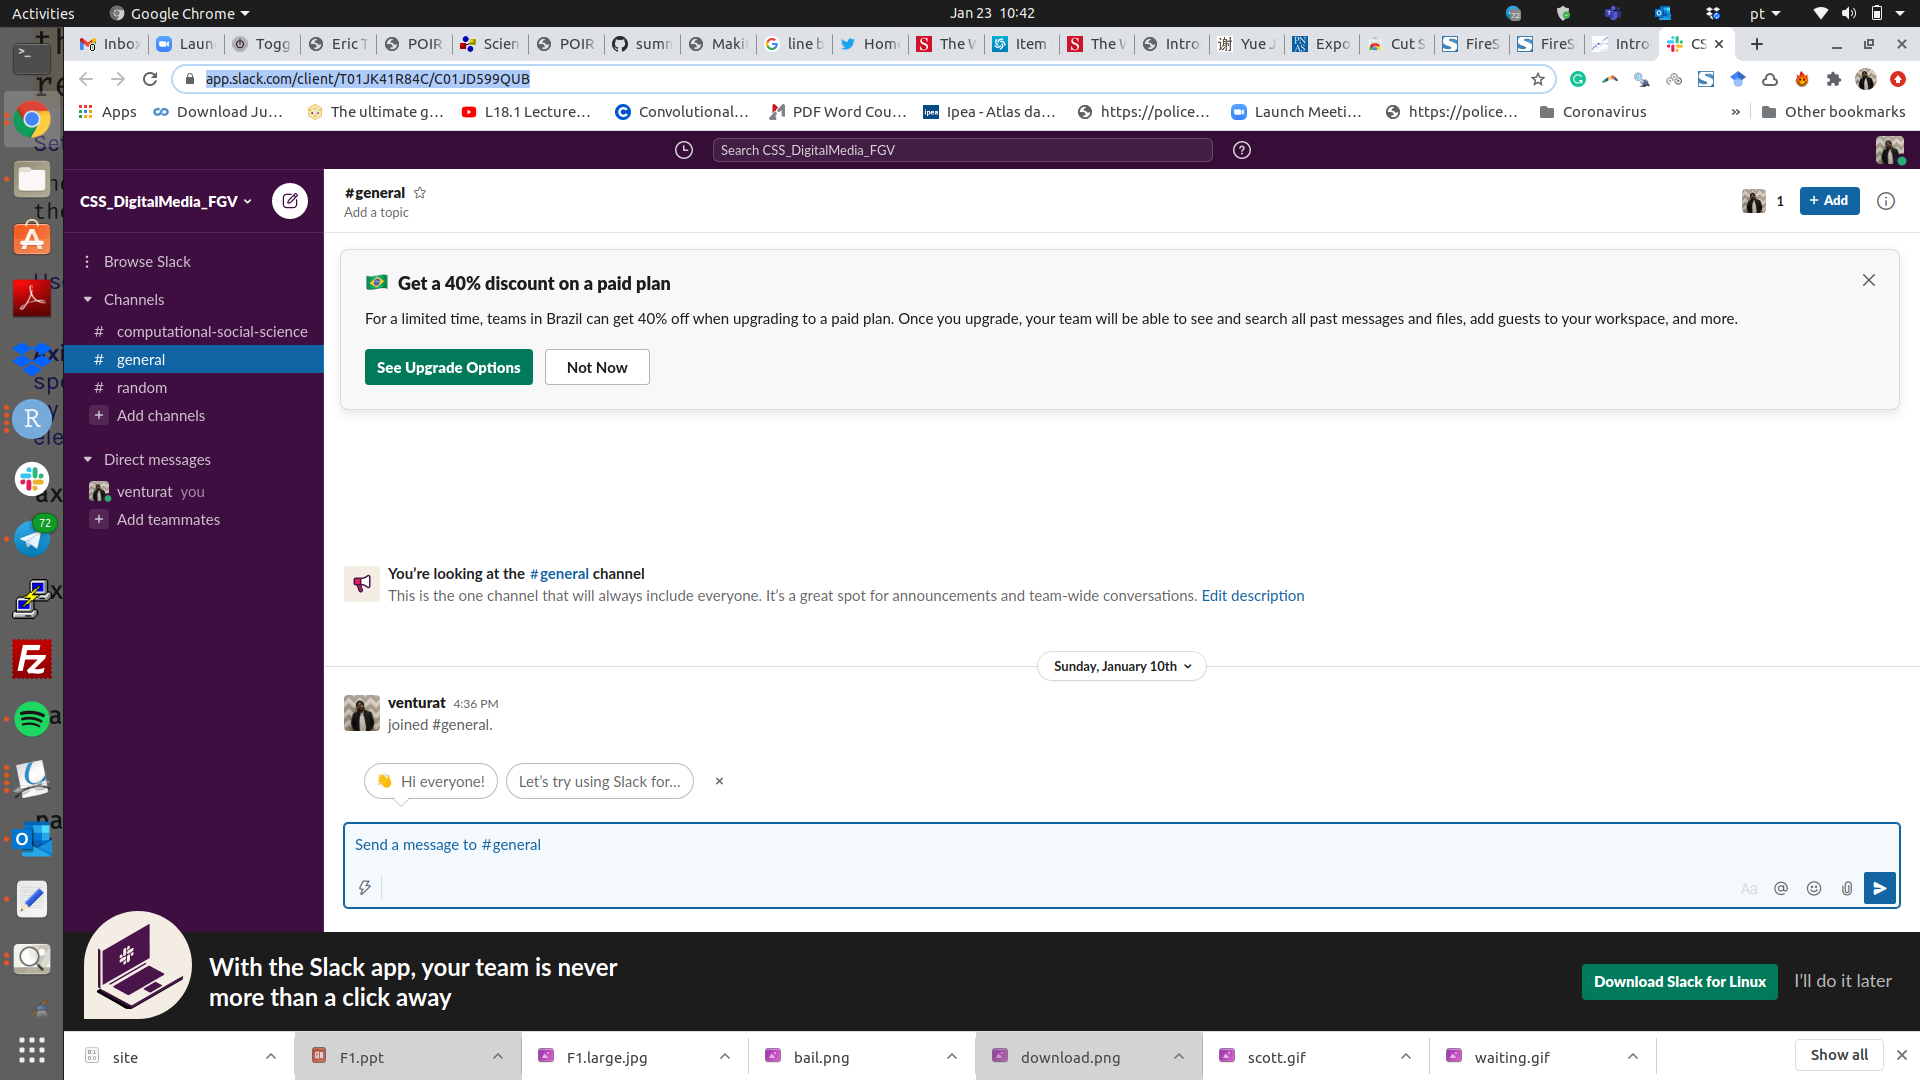 Activities
Google Chrome
Jan 23 10:42
72
pt
Inbo
Laun
Togg
Eric T
POIR
Scien
POIR
sumn
Maki
line b
Hom
The V
Item
The V
Intro
Yue J
Expo
Cut S
FireS
FireS
Intro
CS
app.slack.com/client/T01JK41R84C/C01JD599QUB
Apps
Download Ju...
The ultimate g...
L18.1 Lecture...
Convolutional...
PDF Word Cou...
Ipea - Atlas da...
https://police...
Launch Meeti...
https://police...
Coronavirus
»
Other bookmarks
Search CSS_DigitalMedia_FGV
CSS_DigitalMedia_FGV
#general
Add a topic
1
+ Add
Browse Slack
Channels
# computational-social-science
# general
# random
+ Add channels
Direct messages
venturat you
+ Add teammates
Get a 40% discount on a paid plan
For a limited time, teams in Brazil can get 40% off when upgrading to a paid plan. Once you upgrade, your team will be able to see and search all past messages and files, add guests to your workspace, and more.
See Upgrade Options
Not Now
You’re looking at the #general channel
This is the one channel that will always include everyone. It’s a great spot for announcements and team-wide conversations. Edit description
Sunday, January 10th
venturat 4:36 PM
joined #general.
Hi everyone!
Let’s try using Slack for...
Send a message to #general
Aa
@
72
With the Slack app, your team is never
more than a click away
Download Slack for Linux
I’ll do it later
site
F1.ppt
F1.large.jpg
bail.png
download.png
scott.gif
waiting.gif
Show all